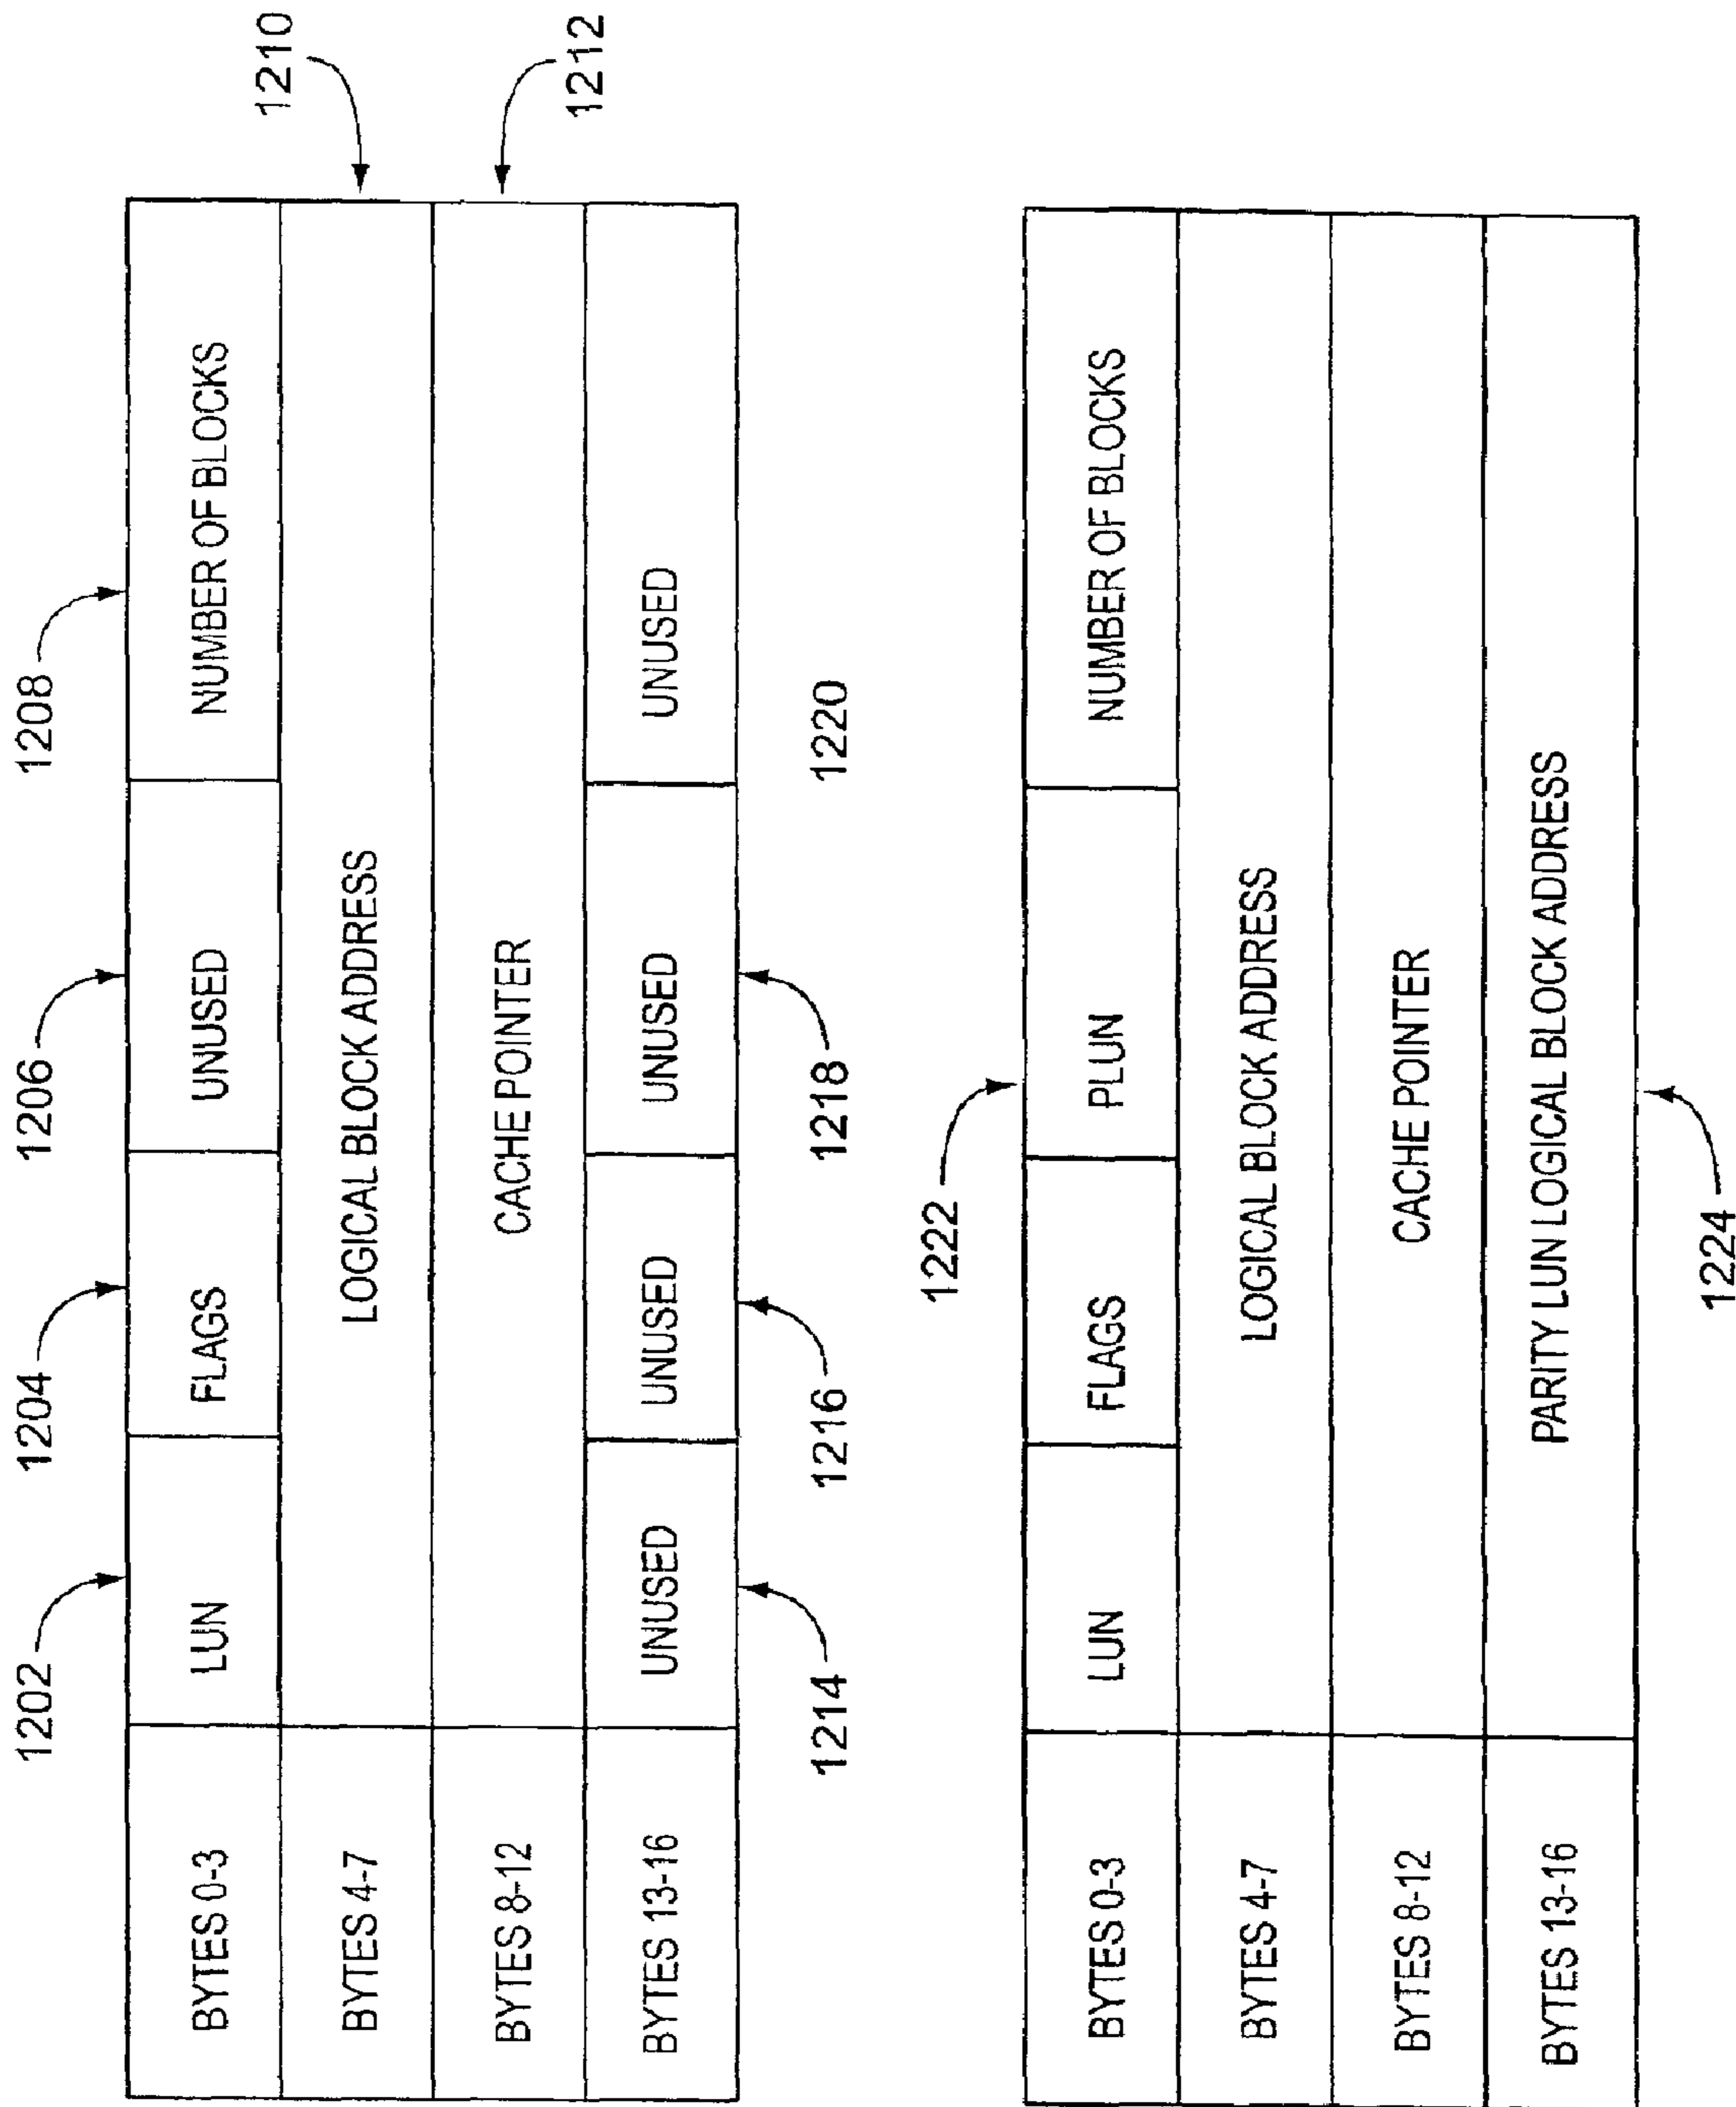 1202 1204 1206 1208
BYTES 0-3 LUN FLAGS UNUSED NUMBER OF BLOCKS
1210
BYTES 4-7 LOGICAL BLOCK ADDRESS
BYTES 8-12 CACHE POINTER
1212
BYTES 13-16 UNUSED UNUSED UNUSED UNUSED
1214 1216 1218 1220
1222
BYTES 0-3 LUN FLAGS PLUN NUMBER OF BLOCKS
BYTES 4-7 LOGICAL BLOCK ADDRESS
BYTES 8-12 CACHE POINTER
BYTES 13-16 PARITY LUN LOGICAL BLOCK ADDRESS
1224